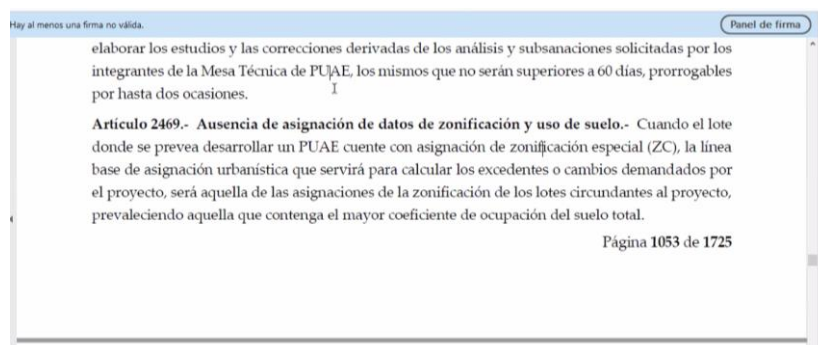 Hay al menos una firma no válida.
Panel de firma
elaborar los estudios y las correcciones derivadas de los análisis y subsanaciones solicitadas por los
integrantes de la Mesa Técnica de PUAE, los mismos que no serán superiores a 60 días, prorrogables
por hasta dos ocasiones.
Artículo 2469.- Ausencia de asignación de datos de zonificación y uso de suelo.- Cuando el lote
donde se prevea desarrollar un PUAE cuente con asignación de zonificación especial (ZC), la línea
base de asignación urbanística que servirá para calcular los excedentes o cambios demandados por
el proyecto, será aquella de las asignaciones de la zonificación de los lotes circundantes al proyecto,
prevaleciendo aquella que contenga el mayor coeficiente de ocupación del suelo total.
Página 1053 de 1725